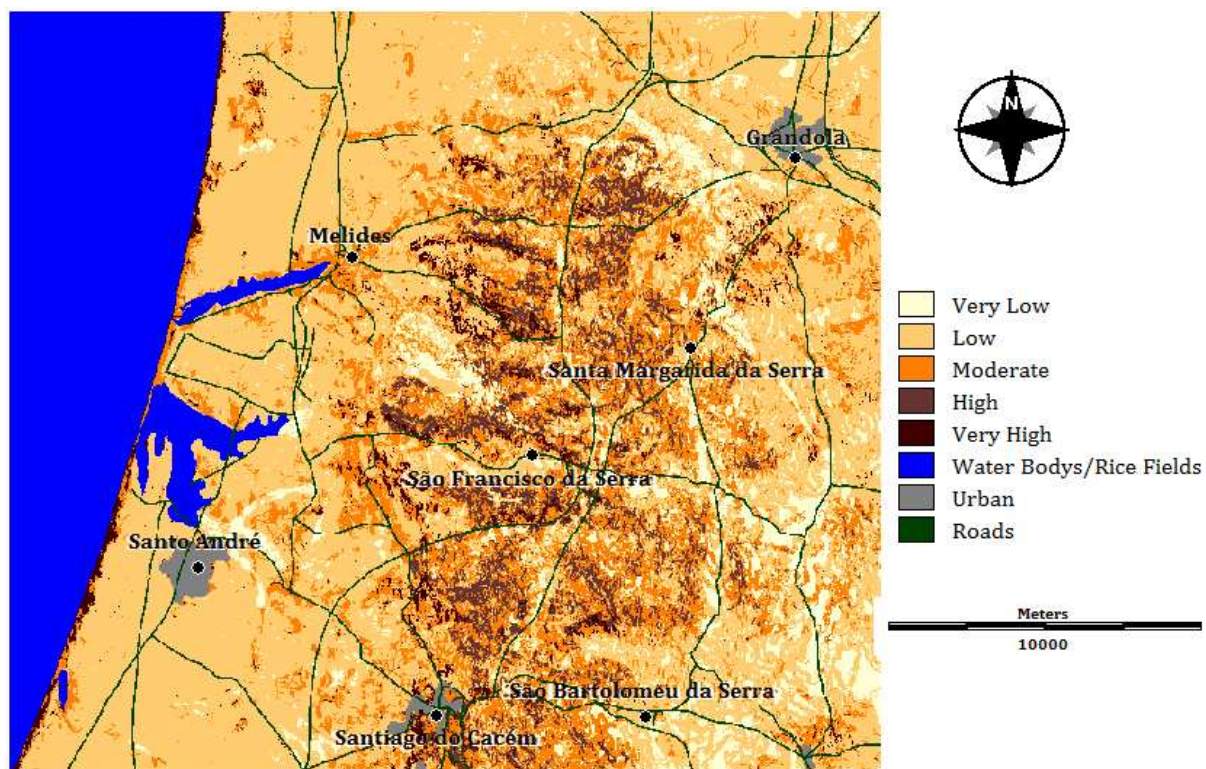 N
Grândola
Melides
Santa Margarida da Serra
São Francisco da Serra
Santo André
São Bartolomeu da Serra
Santiago do Cacém
Very Low
Low
Moderate
High
Very High
Water Bodys/Rice Fields
Urban
Roads
Meters
10000